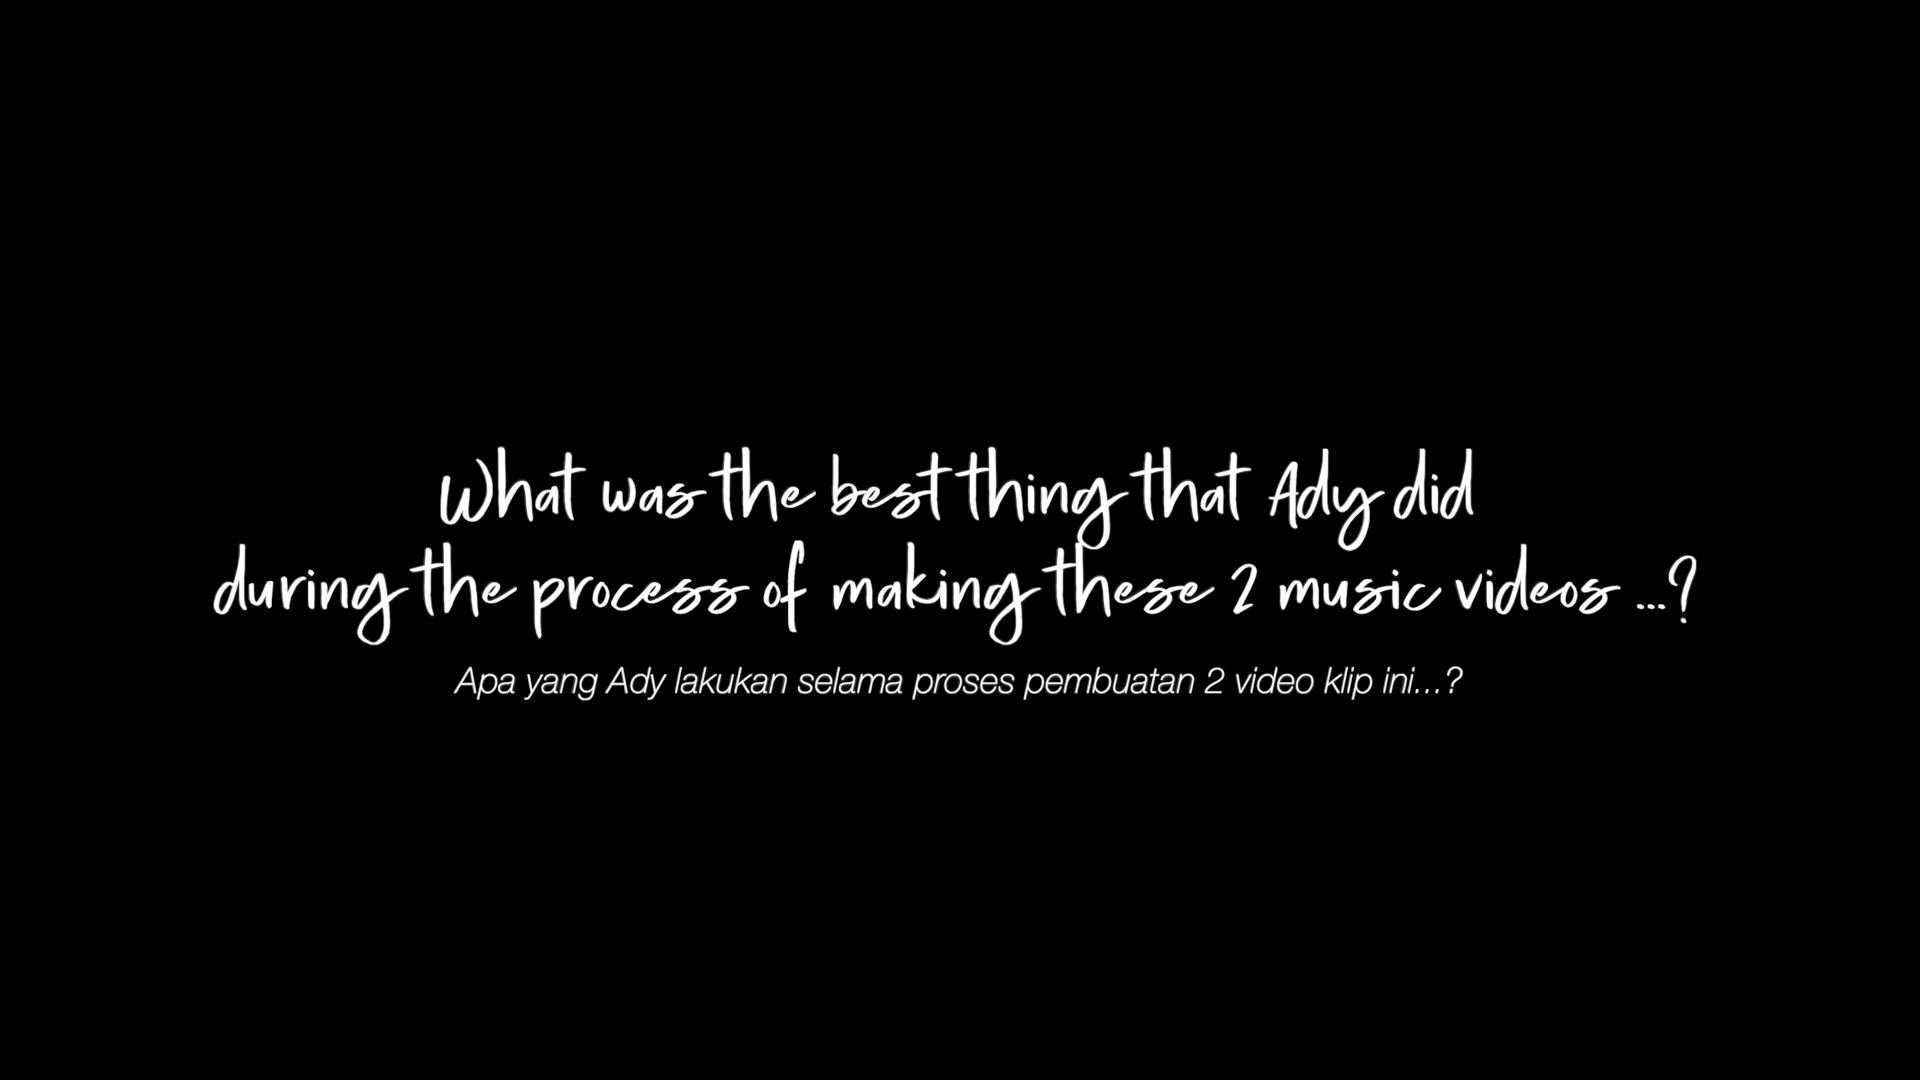 What was the best thing that Ady did
during the process of making these 2 music videos ...?
Apa yang Ady lakukan selama proses pembuatan 2 video klip ini...?